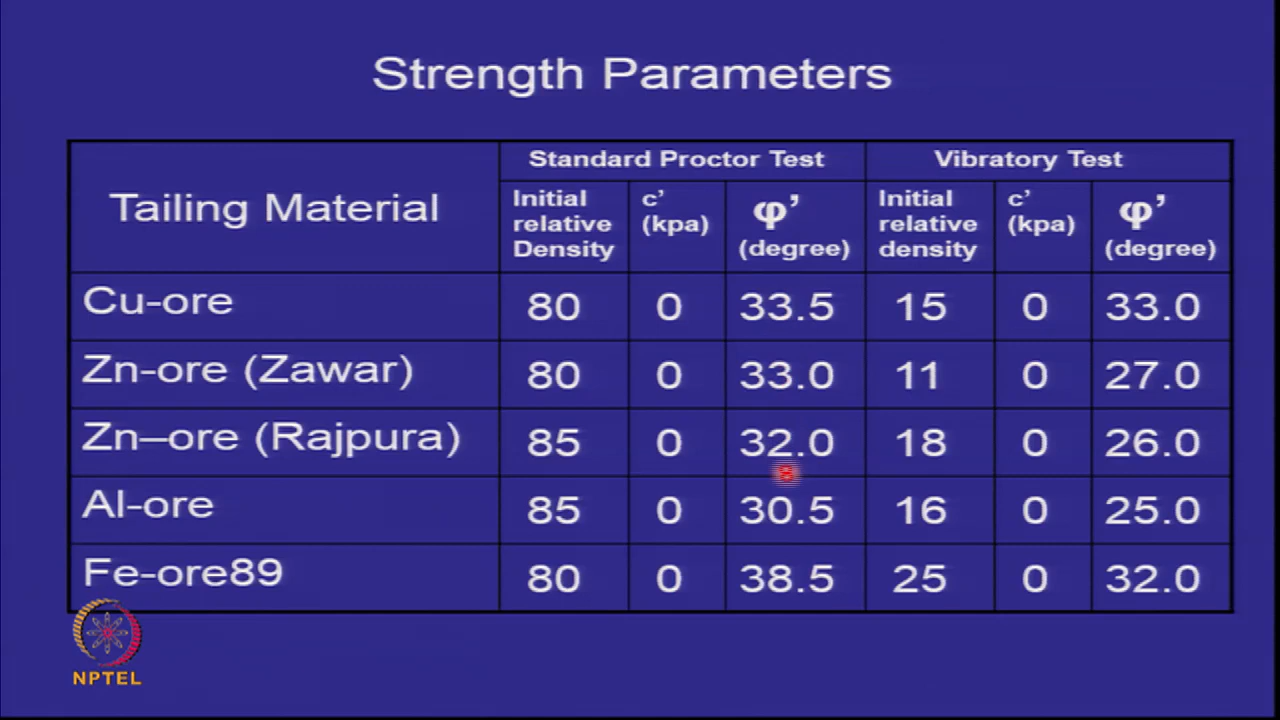 Strength Parameters
Tailing Material
Standard Proctor Test
Vibratory Test
Initial relative Density
c’ (kpa)
φ’ (degree)
Initial relative density
c’ (kpa)
φ’ (degree)
Cu-ore 80 0 33.5 15 0 33.0
Zn-ore (Zawar) 80 0 33.0 11 0 27.0
Zn–ore (Rajpura) 85 0 32.0 18 0 26.0
Al-ore 85 0 30.5 16 0 25.0
Fe-ore89 80 0 38.5 25 0 32.0
NPTEL